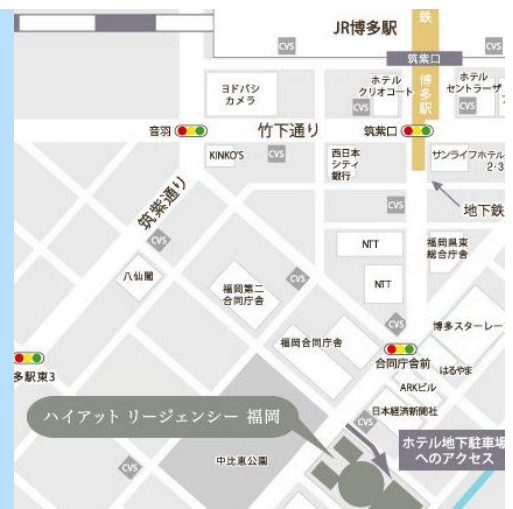 JR博多駅
鉄
CVS
CVS
筑紫口
博多駅
ヨドバシ
カメラ
ホテル
クリオコート
CVS
ホテル
セントラーザ
CVS
音羽
竹下通り
筑紫口
KINKO'S
CVS
西日本
シティ
銀行
サンライフホテル
2・3
筑紫通り
CVS
地下鉄
CVS
NTT
福岡県東
総合庁舎
八仙閣
CVS
福岡第二
合同庁舎
NTT
CVS
博多スターレー
福岡合同庁舎
合同庁舎前
はるやま
多駅東3
ARKビル
ハイアット リージェンシー 福岡
日本経済新聞社
CVS
ホテル地下駐車場
へのアクセス
CVS
中比恵公園